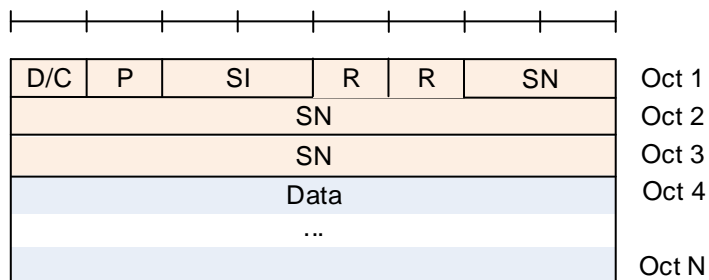 D/C P SI R R SN Oct 1
SN Oct 2
SN Oct 3
Data Oct 4
...
Oct N